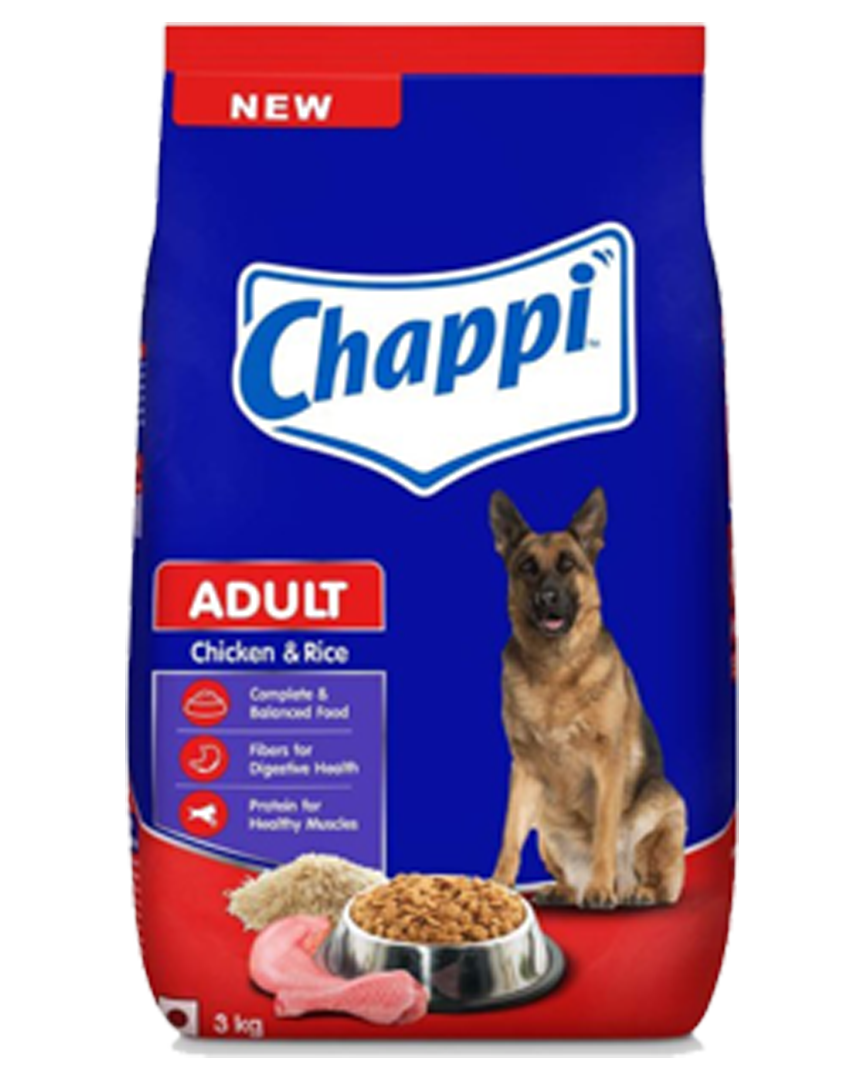 NEW
Chappi
ADULT
Chicken & Rice
Complete &
Balanced Food
Fibers for
Digestive Health
Protein for
Healthy Muscles
3 kg